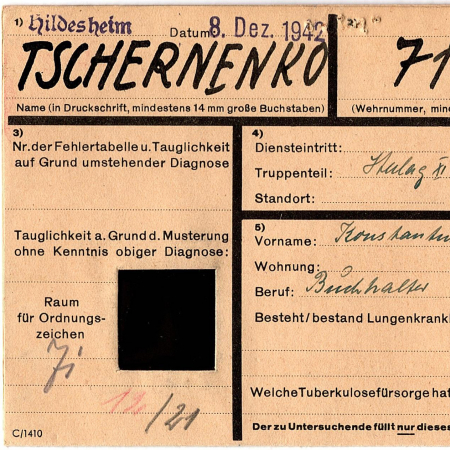 1) Hildesheim Datum 8. Dez. 1942
TSCHERNENKO 71
Name (in Druckschrift, mindestens 14 mm große Buchstaben) (Wehrnummer, min
3)
Nr. der Fehlertabelle u. Tauglichkeit
auf Grund umstehender Diagnose
4)
Diensteintritt:
Truppenteil: Stalag XI
Standort:
Tauglichkeit a. Grund d. Musterung
ohne Kenntnis obiger Diagnose:
5)
Vorname: Konstantin
Wohnung:
Beruf: Buchhalter
Besteht/bestand Lungenkrank
Raum
für Ordnungs-
zeichen
12/21
Welche Tuberkulosefürsorge hat
Der zu Untersuchende füllt nur dieses
C/1410